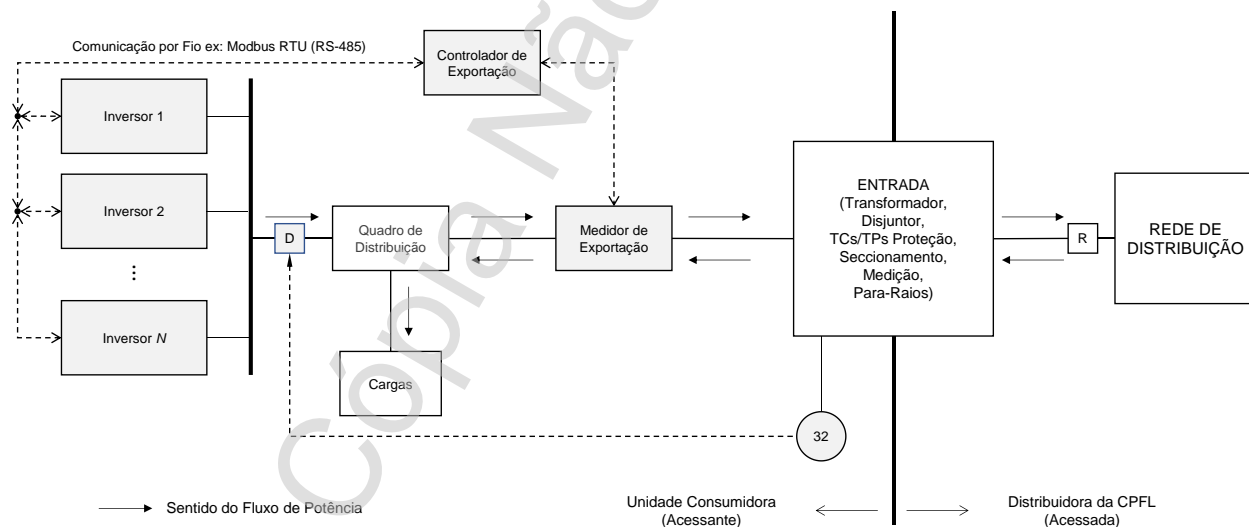 Cópia Não
Comunicação por Fio ex: Modbus RTU (RS-485)
Controlador de
Exportação
Inversor 1
Inversor 2
...
Inversor N
D
Quadro de
Distribuição
Medidor de
Exportação
ENTRADA
(Transformador,
Disjuntor,
TCs/TPs Proteção,
Seccionamento,
Medição,
Para-Raios)
R
REDE DE
DISTRIBUIÇÃO
Cargas
32
Sentido do Fluxo de Potência
Unidade Consumidora
(Acessante)
Distribuidora da CPFL
(Acessada)